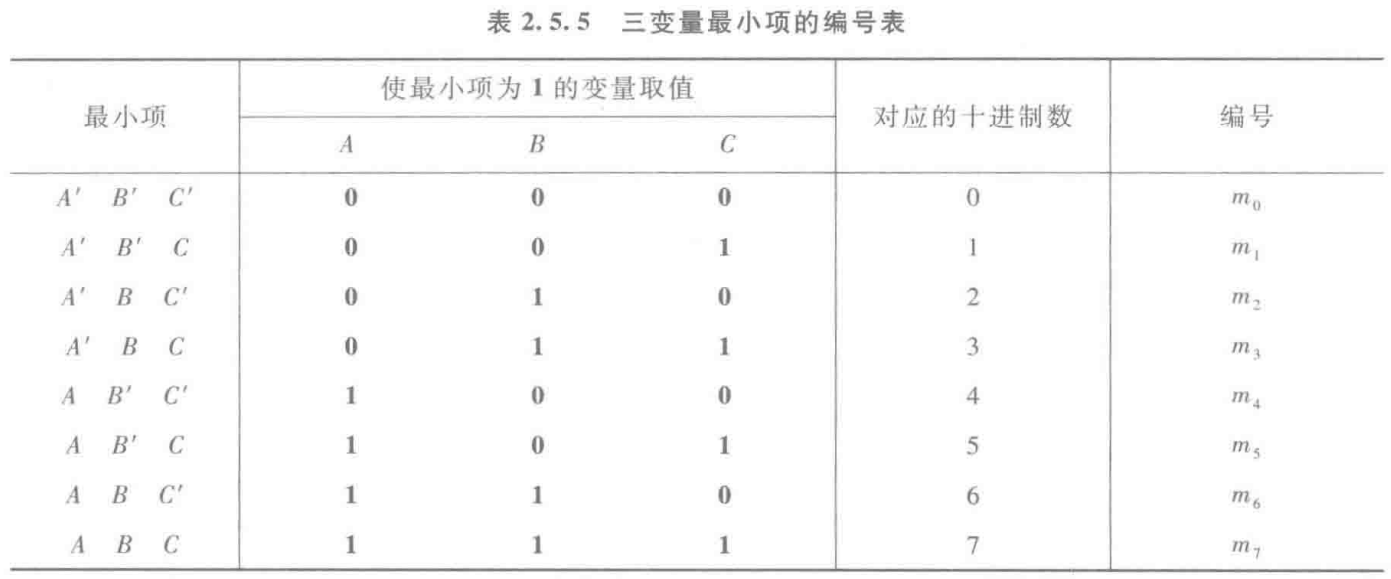 表 2.5.5 三变量最小项的编号表
最小项 使最小项为 1 的变量取值 对应的十进制数 编号
A B C
A′ B′ C′ 0 0 0 0 m₀
A′ B′ C 0 0 1 1 m₁
A′ B C′ 0 1 0 2 m₂
A′ B C 0 1 1 3 m₃
A B′ C′ 1 0 0 4 m₄
A B′ C 1 0 1 5 m₅
A B C′ 1 1 0 6 m₆
A B C 1 1 1 7 m₇